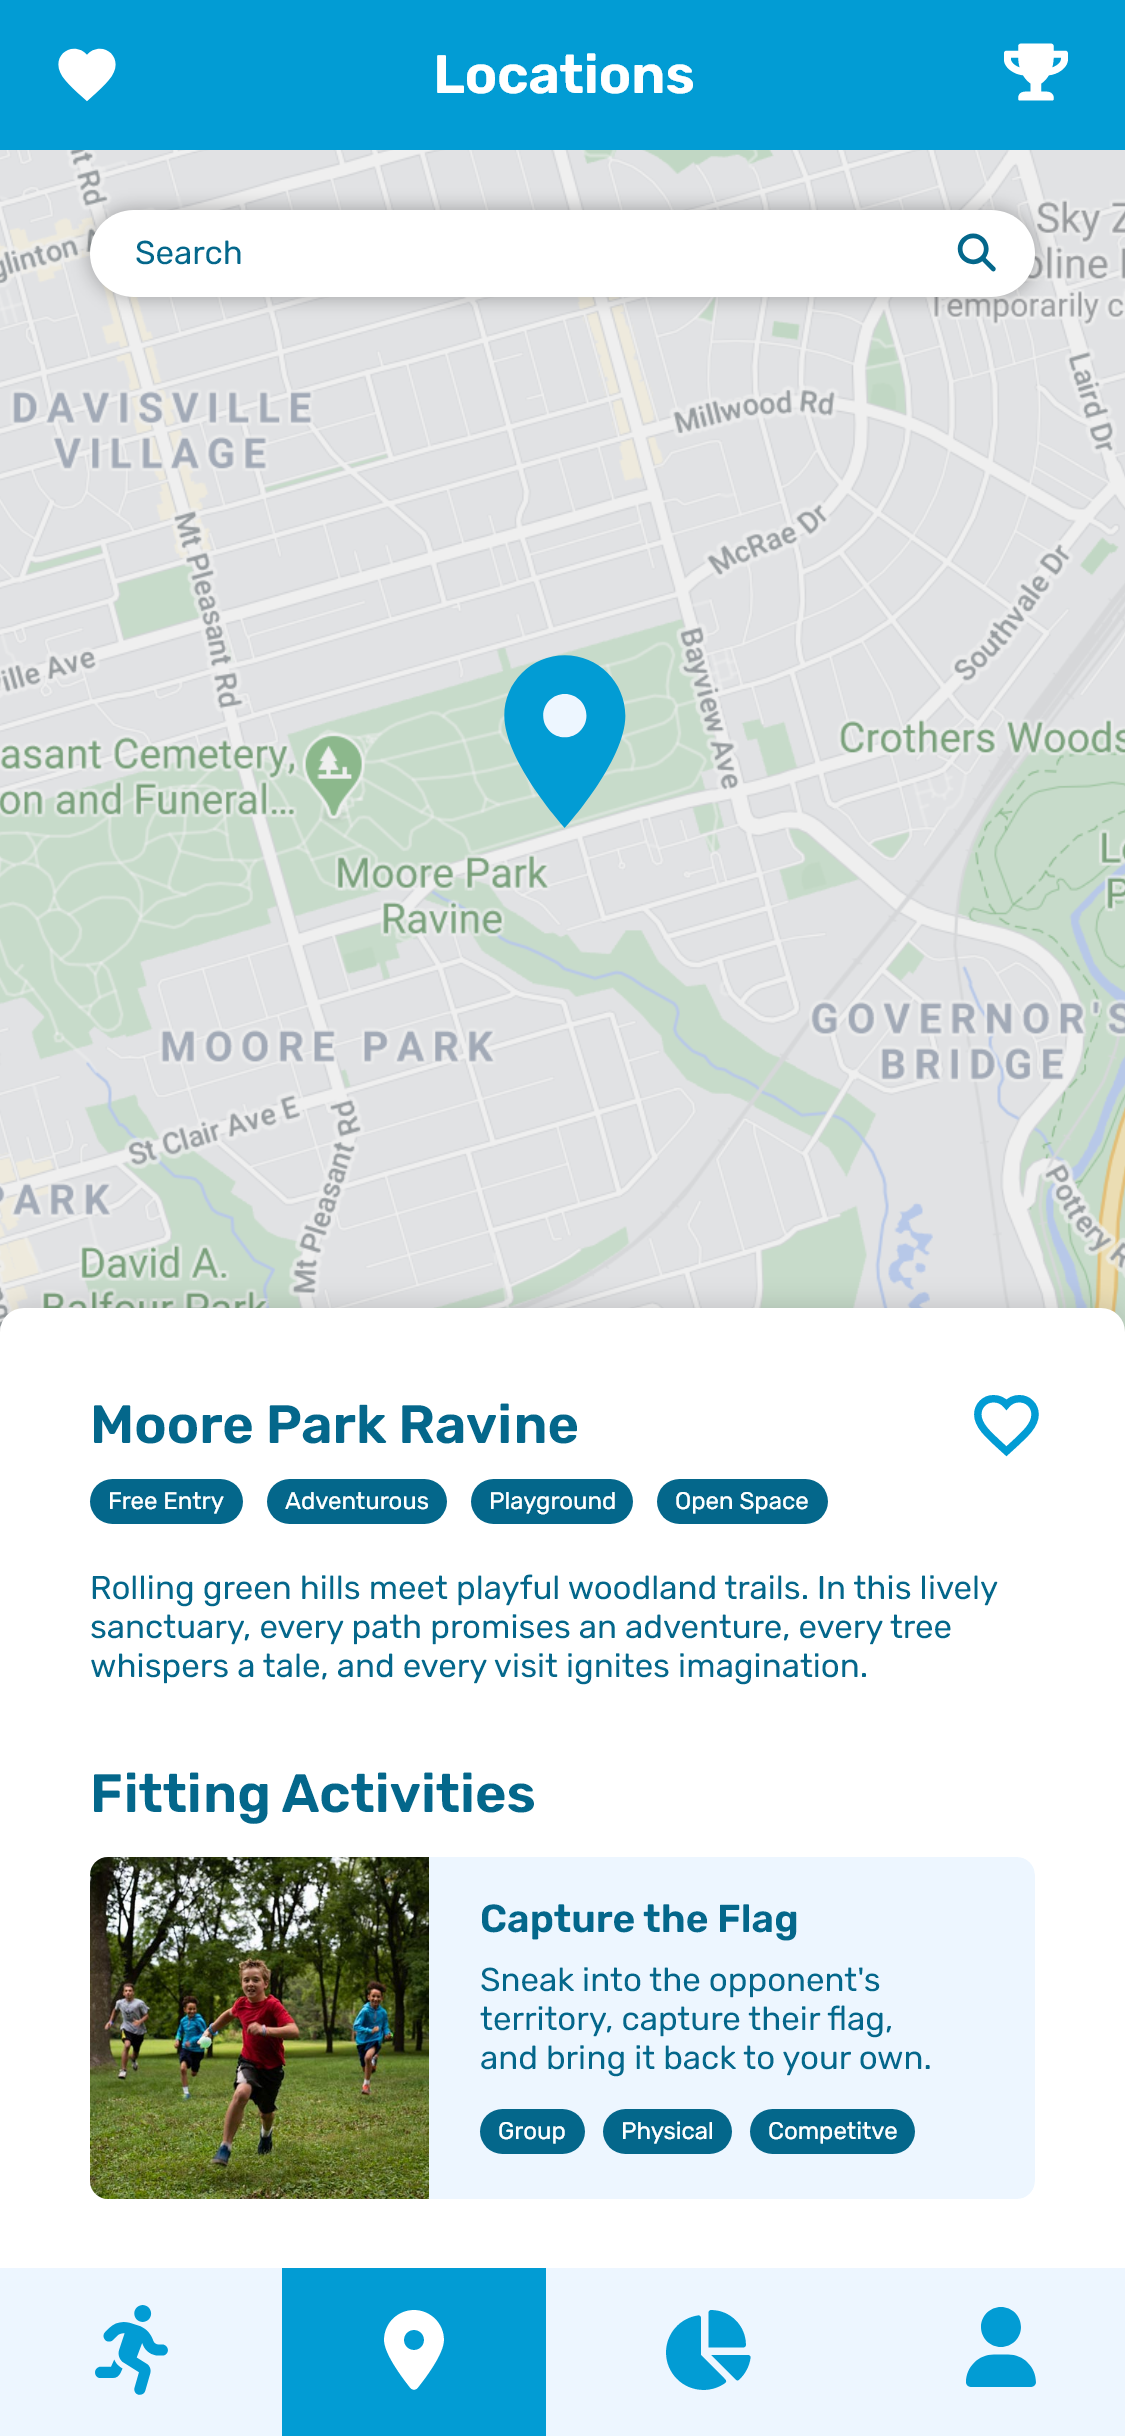 Locations
nt Rd
Sky Z
Search
glinton A
oline
Temporarily c
Laird Dr
DAVISVILLE
VILLAGE
Millwood Rd
Mt Pleasant Rd
McRae Dr
Southvale Dr
ille Ave
Bayview Ave
asant Cemetery,
on and Funeral...
Crothers Woods
Moore Park
Ravine
L
P
MOORE PARK
GOVERNOR'S
BRIDGE
St Clair Ave E
Mt Pleasant Rd
Pottery R
PARK
David A.
Balfour Park
Moore Park Ravine
Free Entry
Adventurous
Playground
Open Space
Rolling green hills meet playful woodland trails. In this lively
sanctuary, every path promises an adventure, every tree
whispers a tale, and every visit ignites imagination.
Fitting Activities
Capture the Flag
Sneak into the opponent's
territory, capture their flag,
and bring it back to your own.
Group
Physical
Competitve